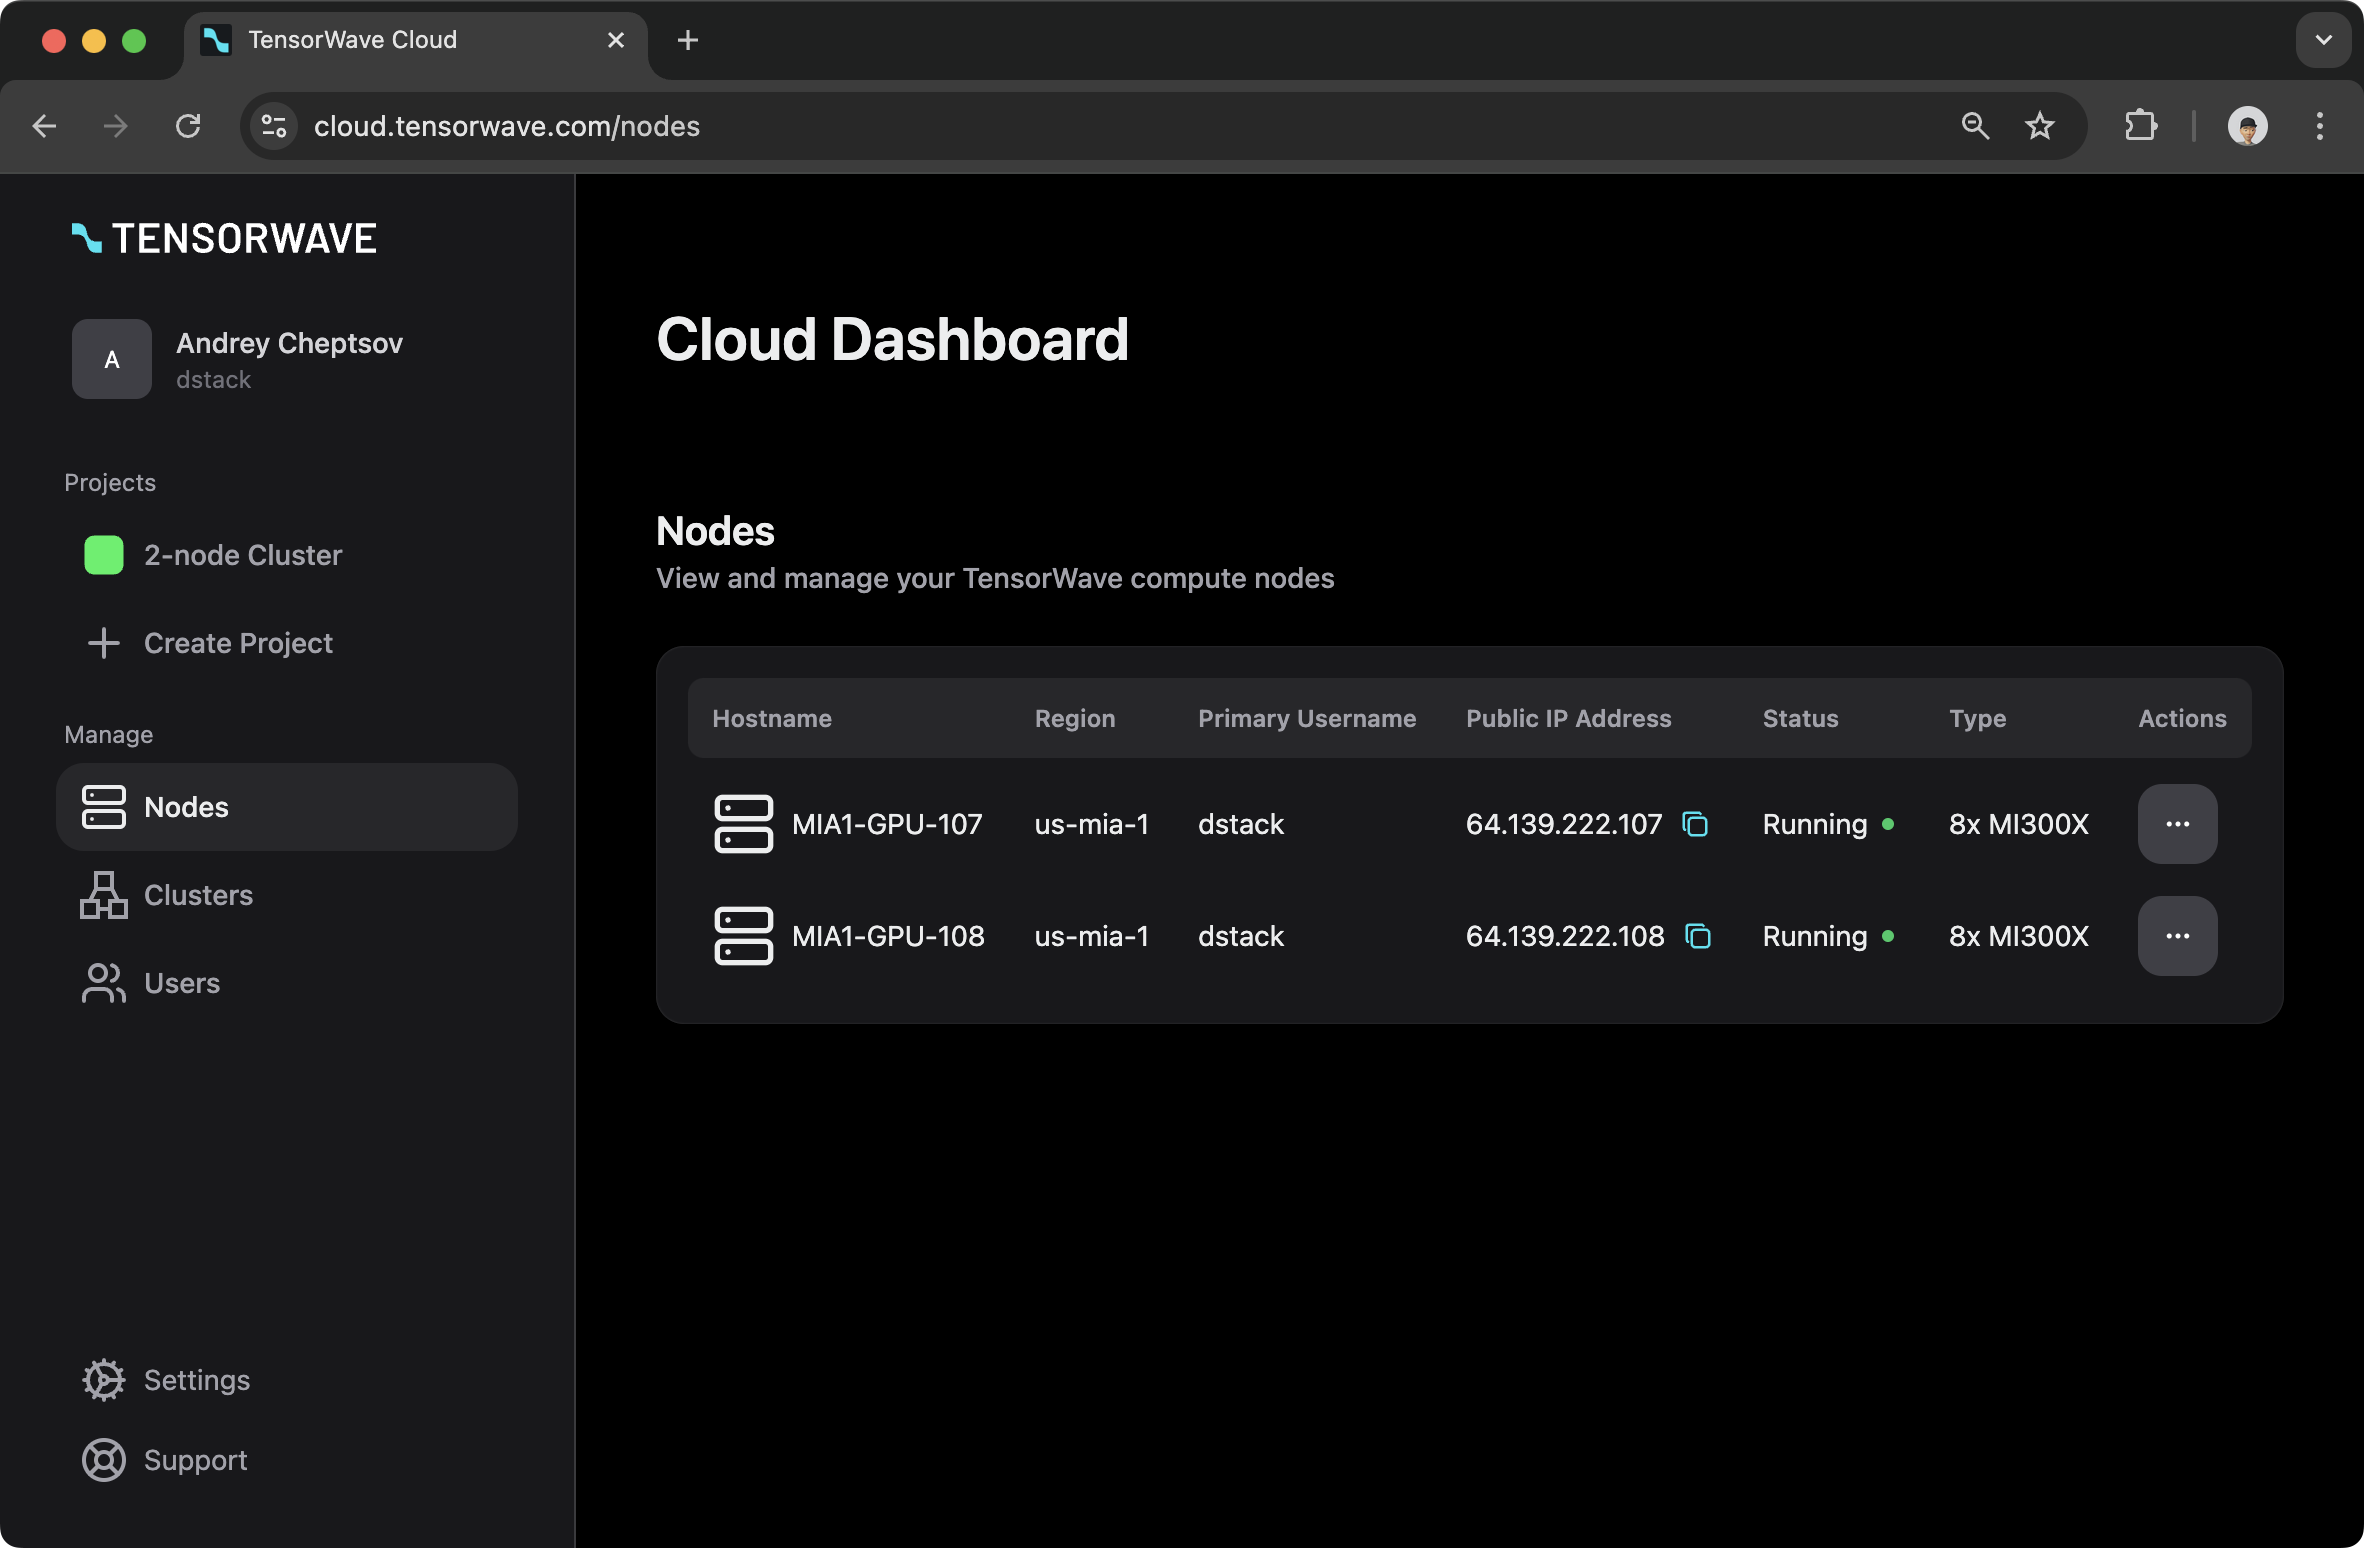 TensorWave Cloud
cloud.tensorwave.com/nodes
TENSORWAVE
A
Andrey Cheptsov
dstack
Projects
2-node Cluster
Create Project
Manage
Nodes
Clusters
Users
Settings
Support
Cloud Dashboard
Nodes
View and manage your TensorWave compute nodes
Hostname Region Primary Username Public IP Address Status Type Actions
MIA1-GPU-107 us-mia-1 dstack 64.139.222.107 Running 8x MI300X
MIA1-GPU-108 us-mia-1 dstack 64.139.222.108 Running 8x MI300X